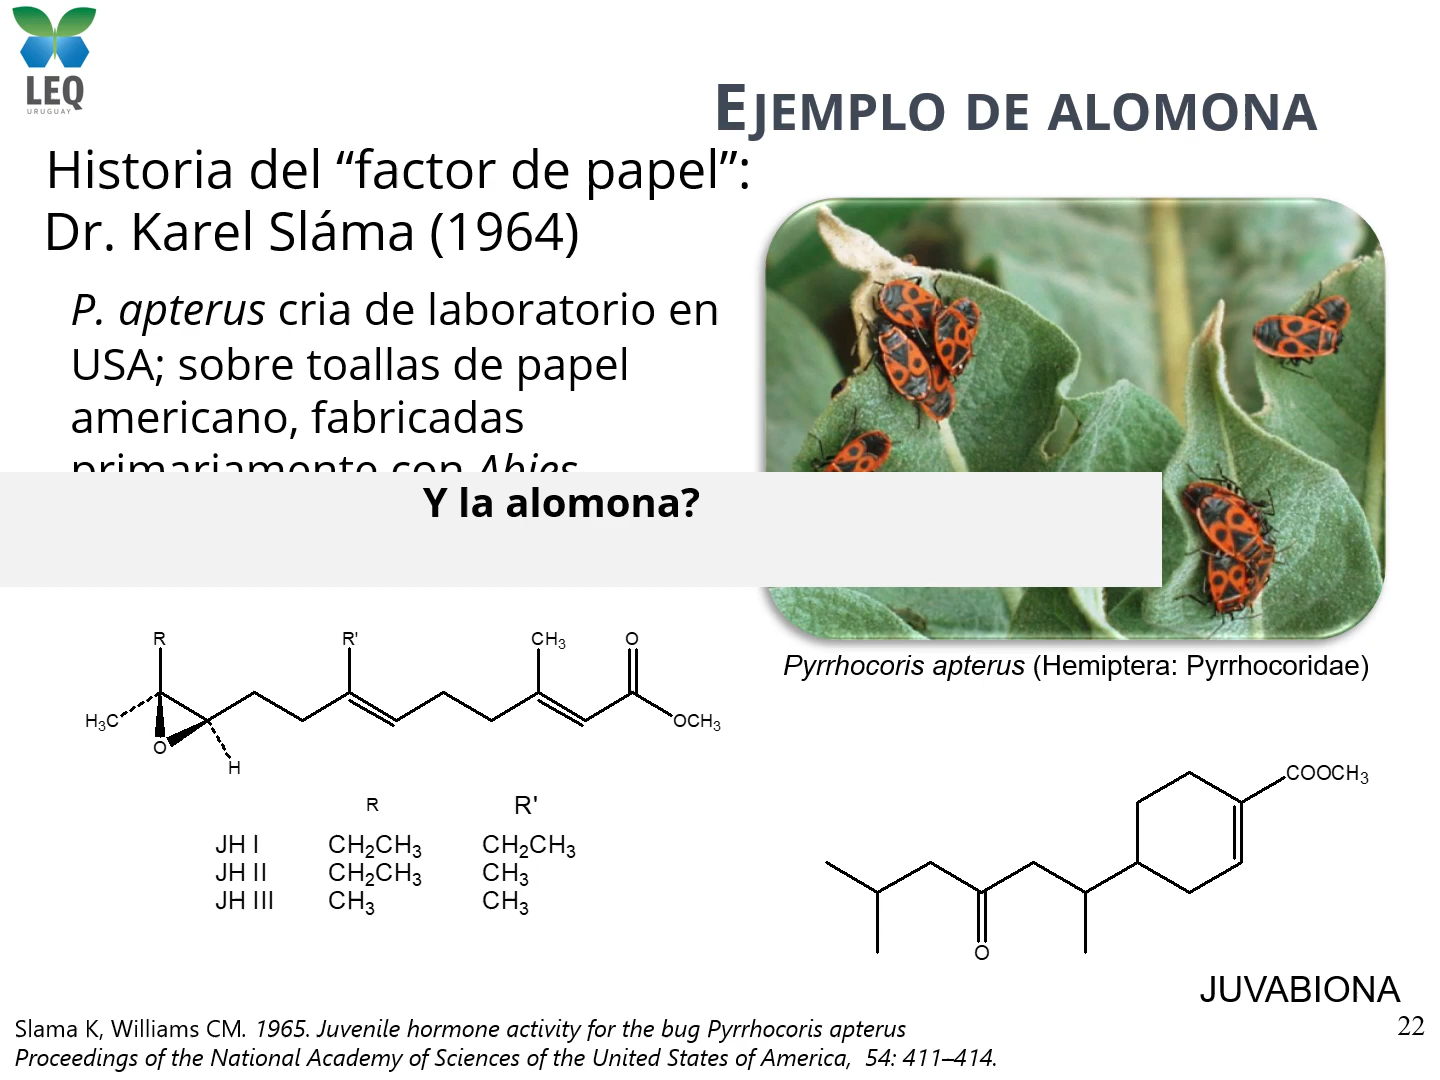 LEQ
URUGUAY
EJEMPLO DE ALOMONA
Historia del “factor de papel”:
Dr. Karel Sláma (1964)
P. apterus cria de laboratorio en
USA; sobre toallas de papel
americano, fabricadas
primariamente con Abies
Y la alomona?
R R' CH3 O
H3C O H OCH3
R R'
JH I CH2CH3 CH2CH3
JH II CH2CH3 CH3
JH III CH3 CH3
Pyrrhocoris apterus (Hemiptera: Pyrrhocoridae)
COOCH3
O
JUVABIONA
Slama K, Williams CM. 1965. Juvenile hormone activity for the bug Pyrrhocoris apterus
Proceedings of the National Academy of Sciences of the United States of America, 54: 411–414.
22